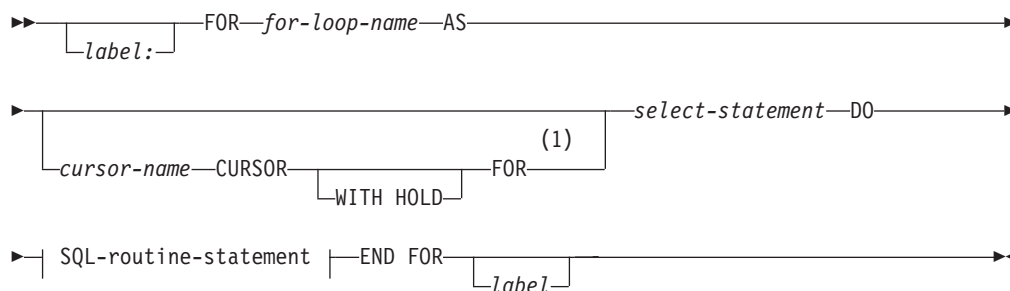 FOR for-loop-name AS
label:
select-statement DO
(1)
cursor-name CURSOR FOR
WITH HOLD
SQL-routine-statement END FOR
label